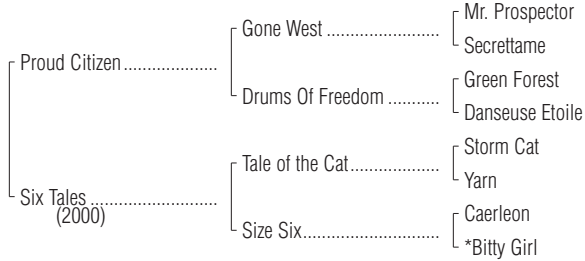 Mr. Prospector
Gone West
Secrettame
Proud Citizen
Green Forest
Drums Of Freedom
Danseuse Etoile
Storm Cat
Tale of the Cat
Yarn
Six Tales
(2000)
Caerleon
Size Six
*Bitty Girl